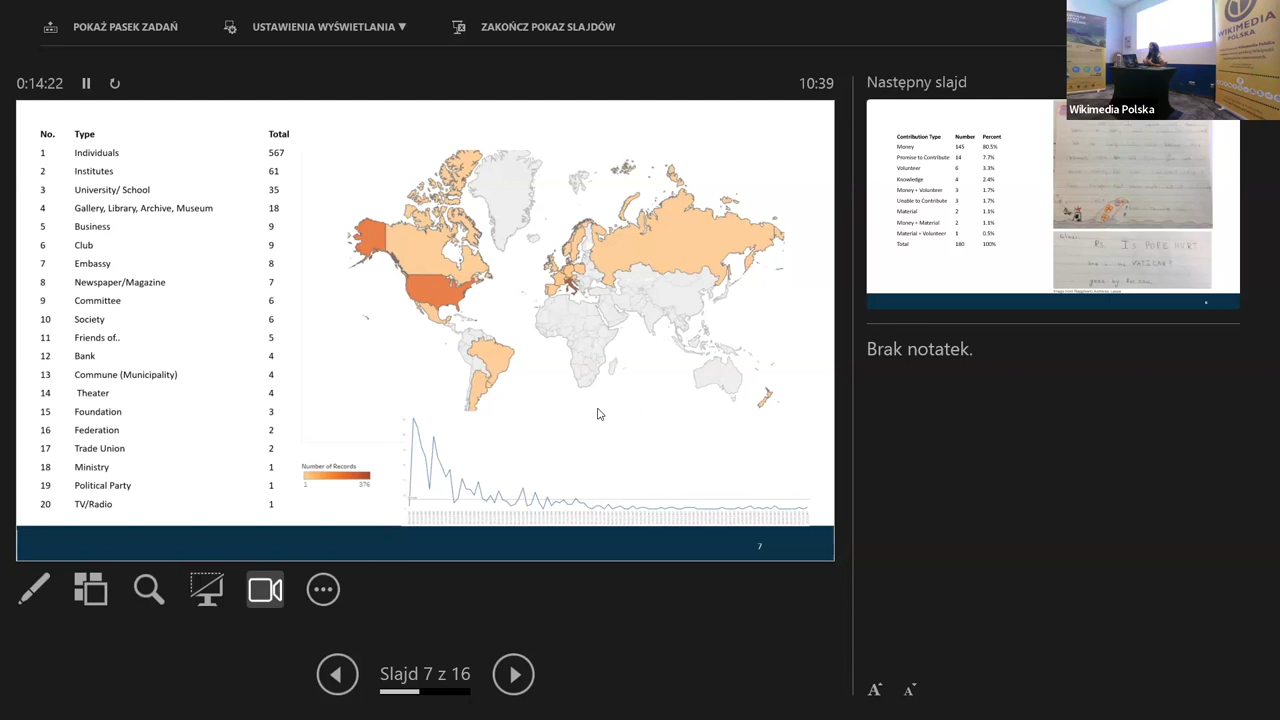 POKAŻ PASEK ZADAŃ
USTAWIENIA WYŚWIETLANIA ▼
ZAKOŃCZ POKAZ SLAJDÓW
0:14:22
10:39
No. Type Total
1 Individuals 567
2 Institutes 61
3 University/ School 35
4 Gallery, Library, Archive, Museum 18
5 Business 9
6 Club 9
7 Embassy 8
8 Newspaper/Magazine 7
9 Committee 6
10 Society 6
11 Friends of.. 5
12 Bank 4
13 Commune (Municipality) 4
14 Theater 4
15 Foundation 3
16 Federation 2
17 Trade Union 2
18 Ministry 1
19 Political Party 1
20 TV/Radio 1
Number of Records
1 376
7
Slajd 7 z 16
Następny slajd
Contribution Type Number Percent
Money 145 80.5%
Promise to Contribute 14 7.7%
Volunteer 6 3.3%
Knowledge 4 2.4%
Money + Volunteer 3 1.7%
Unable to Contribute 3 1.7%
Material 2 1.1%
Money + Material 2 1.1%
Material + Volunteer 1 0.5%
Total 180 100%
8
Brak notatek.
WIKIMEDIA
POLSKA
Wikimedia Polska